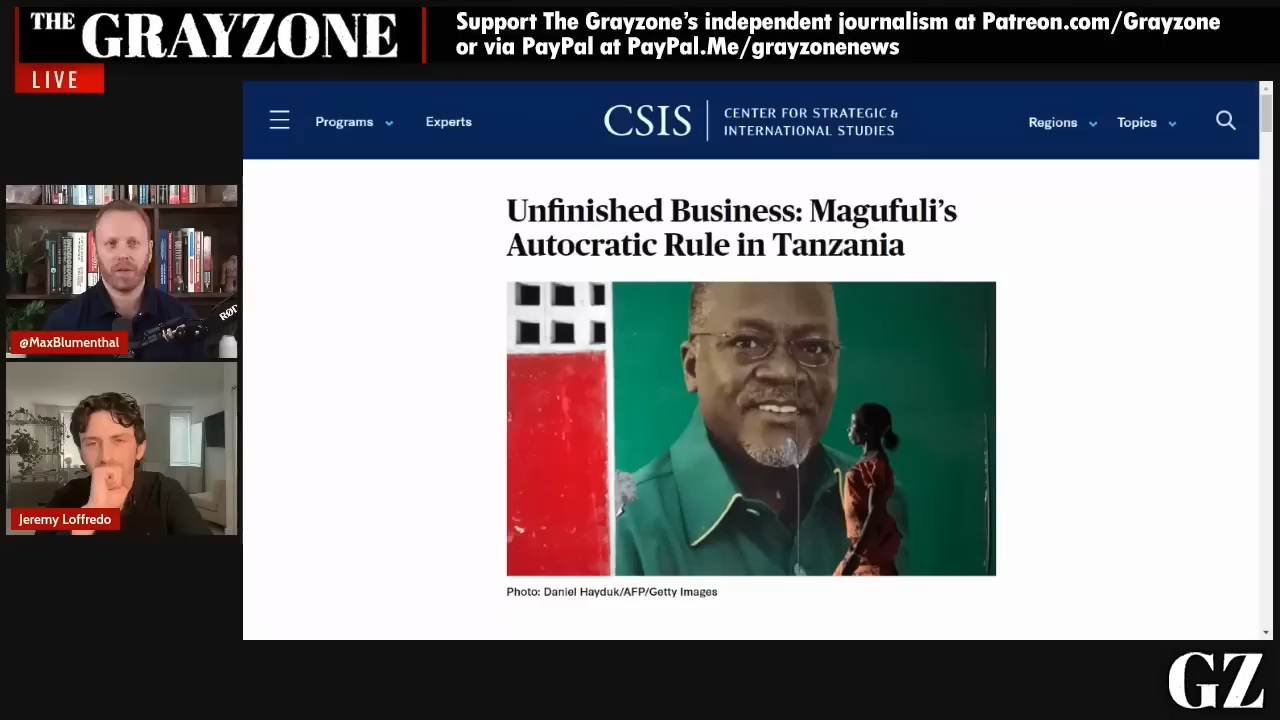 THE GRAYZONE
Support The Grayzone's independent journalism at Patreon.com/Grayzone
or via PayPal at PayPal.Me/grayzonenews
LIVE
Programs
Experts
CSIS
CENTER FOR STRATEGIC &
INTERNATIONAL STUDIES
Regions
Topics
Unfinished Business: Magufuli's
Autocratic Rule in Tanzania
Photo: Daniel Hayduk/AFP/Getty Images
@MaxBlumenthal
RØD
Jeremy Loffredo
GZ